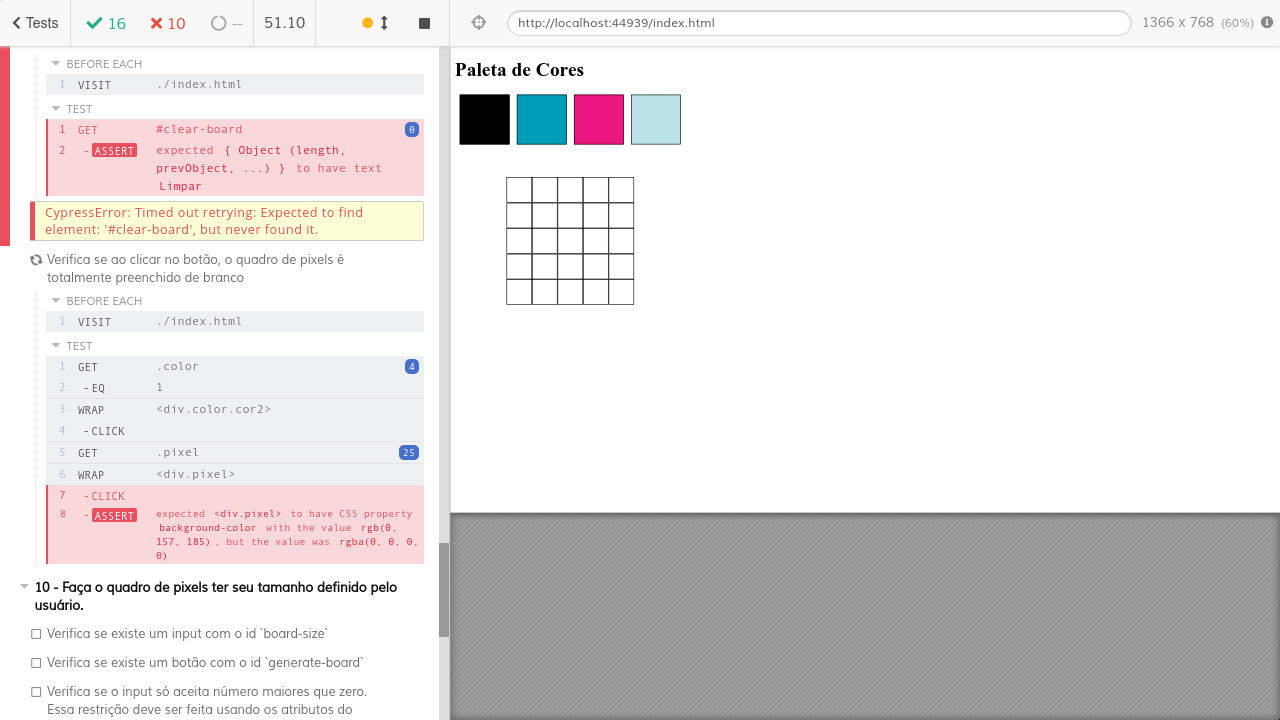 Tests 16 10 -- 51.10
BEFORE EACH
1 VISIT ./index.html
TEST
1 GET #clear-board 0
2 -ASSERT expected { Object (length,
prevObject, ...) } to have text
Limpar
CypressError: Timed out retrying: Expected to find
element: '#clear-board', but never found it.
Verifica se ao clicar no botão, o quadro de pixels é
totalmente preenchido de branco
BEFORE EACH
1 VISIT ./index.html
TEST
1 GET .color 4
2 -EQ 1
3 WRAP <div.color.cor2>
4 -CLICK
5 GET .pixel 25
6 WRAP <div.pixel>
7 -CLICK
8 -ASSERT expected <div.pixel> to have CSS property
background-color with the value rgb(0,
157, 185), but the value was rgba(0, 0, 0,
0)
10 - Faça o quadro de pixels ter seu tamanho definido pelo
usuário.
Verifica se existe um input com o id `board-size`
Verifica se existe um botão com o id `generate-board`
Verifica se o input só aceita número maiores que zero.
Essa restrição deve ser feita usando os atributos do
http://localhost:44939/index.html 1366 x 768 (60%)
Paleta de Cores